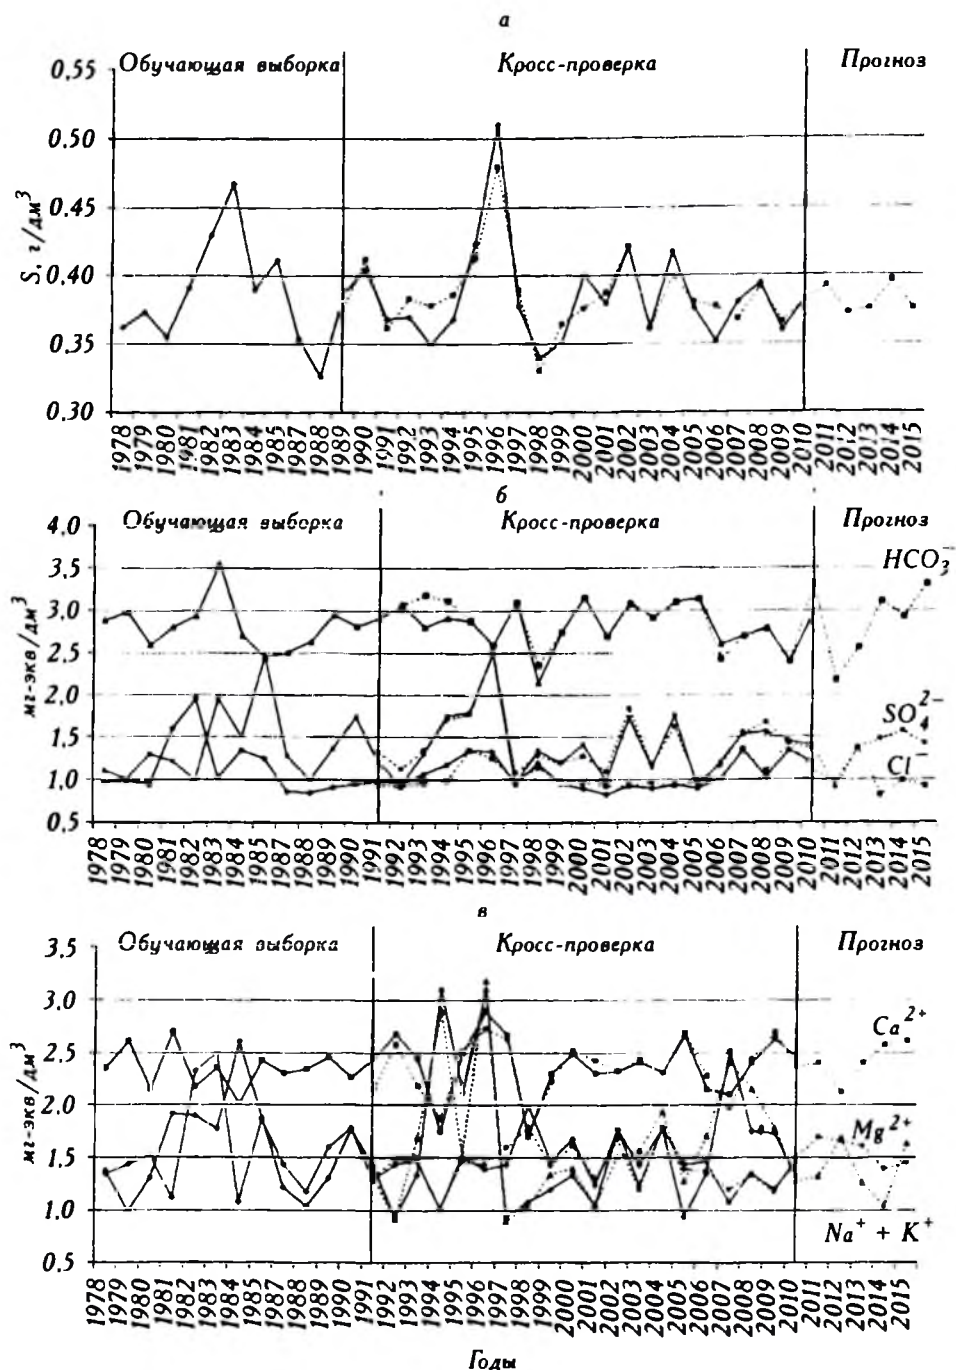 а
Обучающая выборка Кросс-проверка Прогноз
S, г/дм³
0.55
0.50
0.45
0.40
0.35
0.30
1978 1979 1980 1981 1982 1983 1984 1985 1987 1988 1989 1990 1991 1992 1993 1994 1995 1996 1997 1998 1999 2000 2001 2002 2003 2004 2005 2006 2007 2008 2009 2010 2011 2012 2013 2014 2015
б
Обучающая выборка Кросс-проверка Прогноз
мг-экв/дм³
4.0
3.5
3.0
2.5
2.0
1.5
1.0
0.5
HCO₃⁻
SO₄²⁻
Cl⁻
1978 1979 1980 1981 1982 1983 1984 1985 1987 1988 1989 1990 1991 1992 1993 1994 1995 1996 1997 1998 1999 2000 2001 2002 2003 2004 2005 2006 2007 2008 2009 2010 2011 2012 2013 2014 2015
в
Обучающая выборка Кросс-проверка Прогноз
мг-экв/дм³
3.5
3.0
2.5
2.0
1.5
1.0
0.5
Ca²⁺
Mg²⁺
Na⁺ + K⁺
1978 1979 1980 1981 1982 1983 1984 1985 1987 1988 1989 1990 1991 1992 1993 1994 1995 1996 1997 1998 1999 2000 2001 2002 2003 2004 2005 2006 2007 2008 2009 2010 2011 2012 2013 2014 2015
Годы